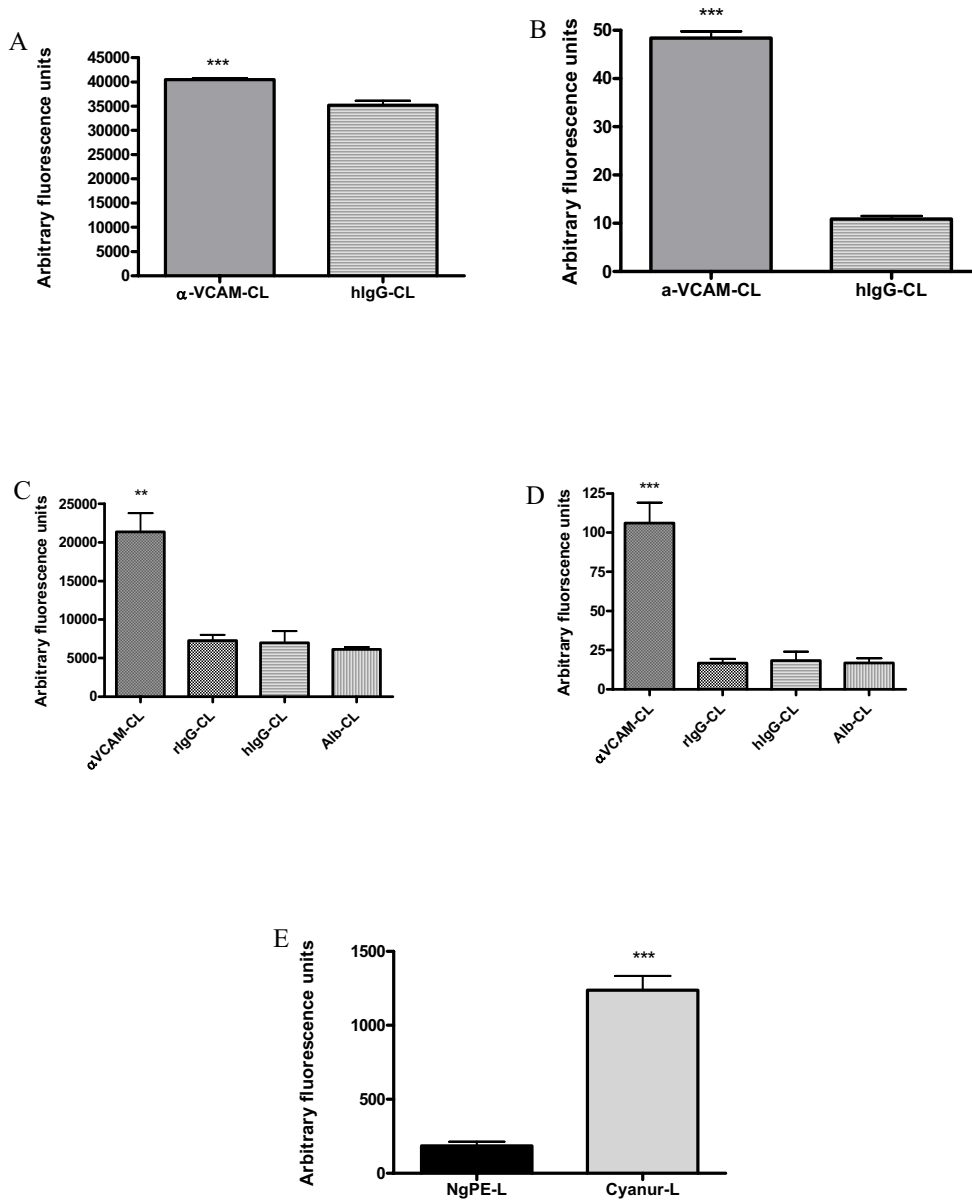 A
Arbitrary fluorescence units
45000
40000
35000
30000
25000
20000
15000
10000
5000
0
***
α-VCAM-CL
hIgG-CL
B
Arbitrary fluorescence units
50
40
30
20
10
0
***
a-VCAM-CL
hIgG-CL
C
Arbitrary fluorescence units
25000
20000
15000
10000
5000
0
**
αVCAM-CL
rIgG-CL
hIgG-CL
Alb-CL
D
Arbitrary fluorscence units
125
100
75
50
25
0
***
αVCAM-CL
rIgG-CL
hIgG-CL
Alb-CL
E
Arbitrary fluorescence units
1500
1000
500
0
***
NgPE-L
Cyanur-L